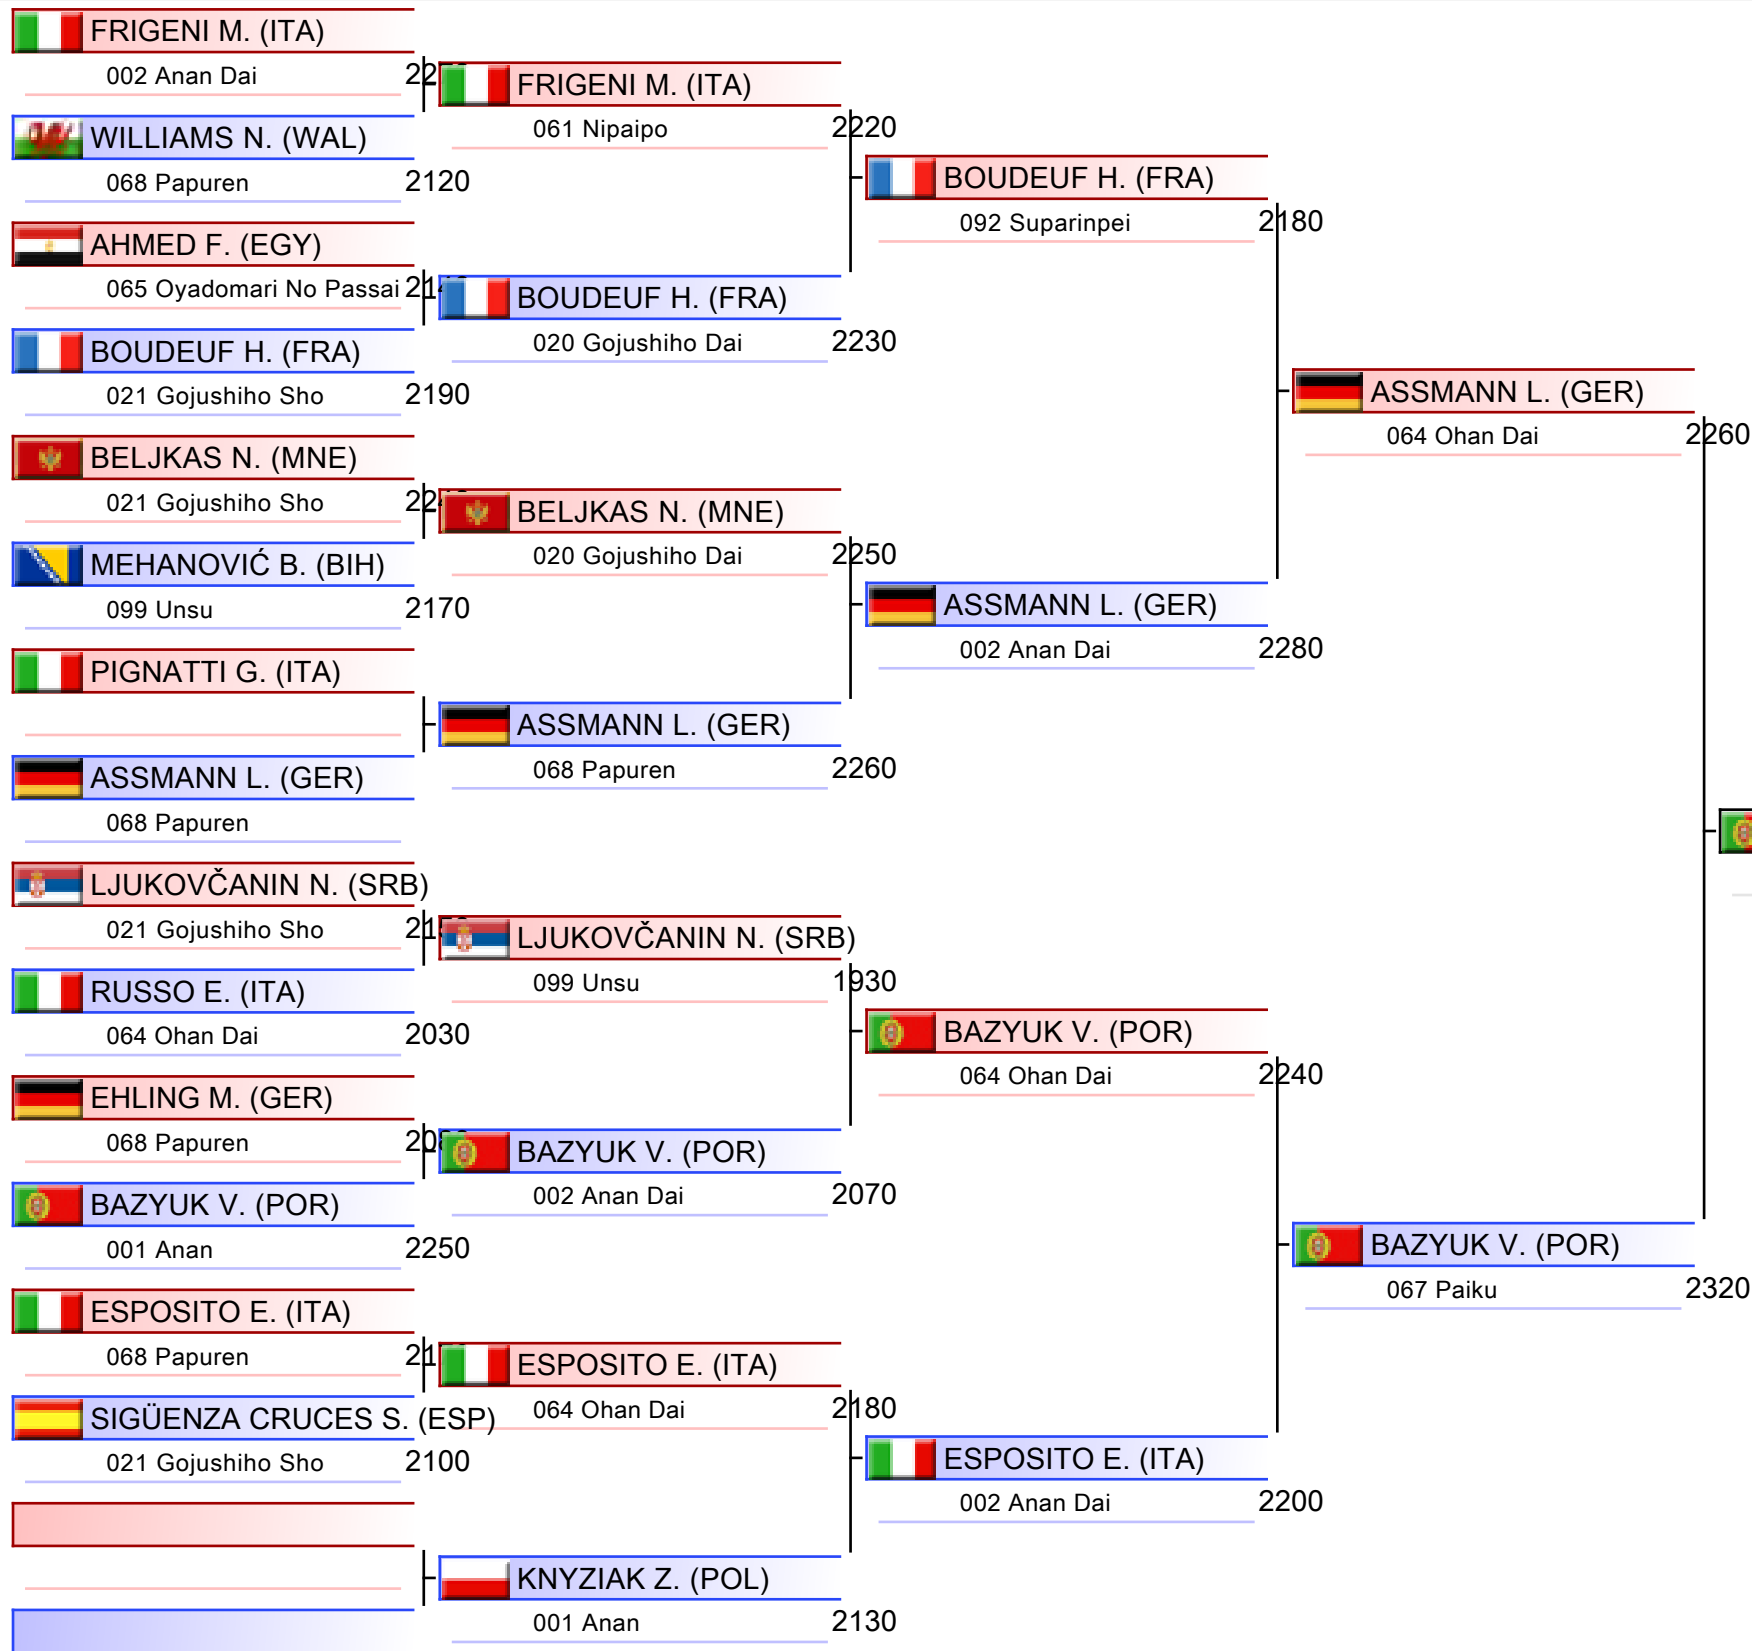 FRIGENI M. (ITA)
002 Anan Dai
WILLIAMS N. (WAL)
068 Papuren 2120
AHMED F. (EGY)
065 Oyadomari No Passai
BOUDEUF H. (FRA)
021 Gojushiho Sho 2190
BELJKAS N. (MNE)
021 Gojushiho Sho
MEHANOVIĆ B. (BIH)
099 Unsu 2170
PIGNATTI G. (ITA)
ASSMANN L. (GER)
068 Papuren
LJUKOVČANIN N. (SRB)
021 Gojushiho Sho
RUSSO E. (ITA)
064 Ohan Dai 2030
EHLING M. (GER)
068 Papuren
BAZYUK V. (POR)
001 Anan 2250
ESPOSITO E. (ITA)
068 Papuren
SIGÜENZA CRUCES S. (ESP)
021 Gojushiho Sho 2100
FRIGENI M. (ITA)
061 Nipaipo 2220
BOUDEUF H. (FRA)
020 Gojushiho Dai 2230
BELJKAS N. (MNE)
020 Gojushiho Dai 2250
ASSMANN L. (GER)
068 Papuren 2260
LJUKOVČANIN N. (SRB)
099 Unsu 1930
BAZYUK V. (POR)
002 Anan Dai 2070
ESPOSITO E. (ITA)
064 Ohan Dai 2180
KNYZIAK Z. (POL)
001 Anan 2130
BOUDEUF H. (FRA)
092 Suparinpei 2180
ASSMANN L. (GER)
002 Anan Dai 2280
BAZYUK V. (POR)
064 Ohan Dai 2240
ESPOSITO E. (ITA)
002 Anan Dai 2200
ASSMANN L. (GER)
064 Ohan Dai 2260
BAZYUK V. (POR)
067 Paiku 2320